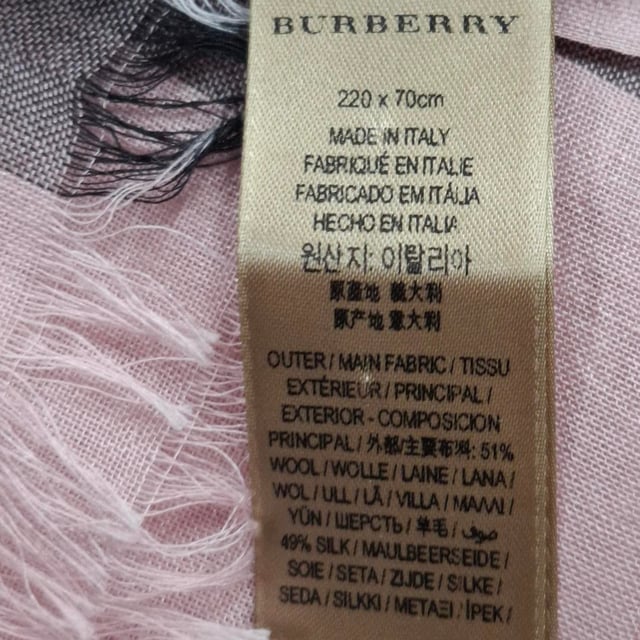 BURBERRY
220 x 70cm
MADE IN ITALY
FABRIQUÉ EN ITALIE
FABRICADO EM ITÁLIA
HECHO EN ITALIA
원산지: 이탈리아
原產地 義大利
原产地 意大利
OUTER / MAIN FABRIC / TISSU
EXTÉRIEUR / PRINCIPAL /
EXTERIOR - COMPOSICION
PRINCIPAL / 外部/主要布料: 51%
WOOL / WOLLE / LAINE / LANA /
WOL / ULL / LÃ / VILLA / ΜΑΛΛΙ /
YÜN / ШЕРСТЬ / 羊毛 / صوف /
49% SILK / MAULBEERSEIDE /
SOIE / SETA / ZIJDE / SILKE /
SEDA / SILKKI / ΜΕΤΑΞΙ / İPEK /